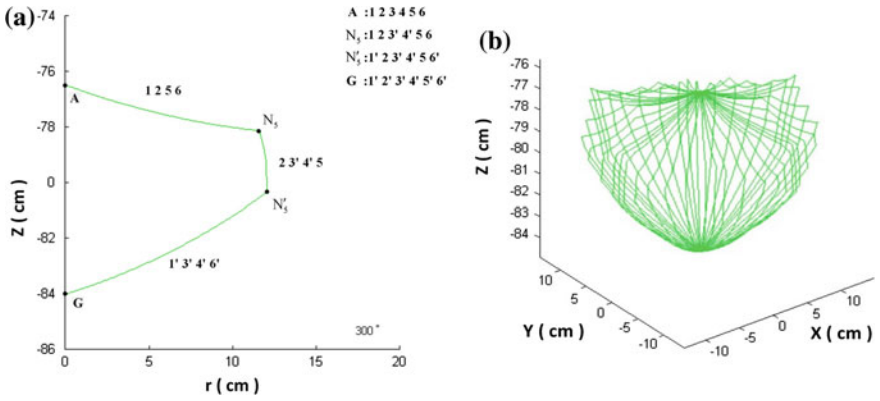 (a)
-74
-76
-78
0
-82
-84
-86
Z ( cm )
0
5
10
15
20
r ( cm )
A
1 2 5 6
N₅
2 3' 4' 5
N'₅
1' 3' 4' 6'
G
300°
A :1 2 3 4 5 6
N₅ :1 2 3' 4' 5 6
N'₅ :1' 2 3' 4' 5 6'
G :1' 2' 3' 4' 5' 6'
(b)
-76
-77
-78
-79
-80
-81
-82
-83
-84
Z ( cm )
10
5
0
-5
-10
Y ( cm )
-10
-5
0
5
10
X ( cm )